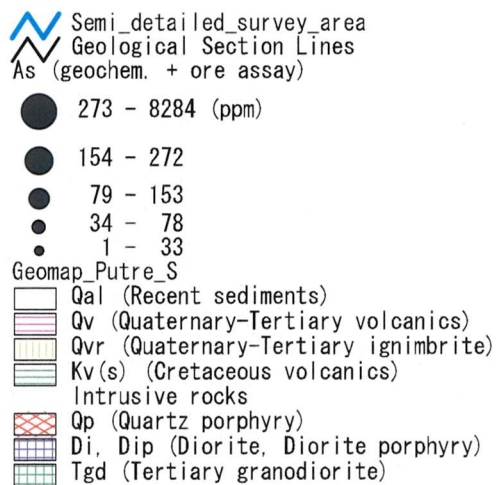 Semi_detailed_survey_area
Geological Section Lines
As (geochem. + ore assay)
273 - 8284 (ppm)
154 - 272
79 - 153
34 - 78
1 - 33
Geomap_Putre_S
Qal (Recent sediments)
Qv (Quaternary-Tertiary volcanics)
Qvr (Quaternary-Tertiary ignimbrite)
Kv(s) (Cretaceous volcanics)
Intrusive rocks
Qp (Quartz porphyry)
Di, Dip (Diorite, Diorite porphyry)
Tgd (Tertiary granodiorite)